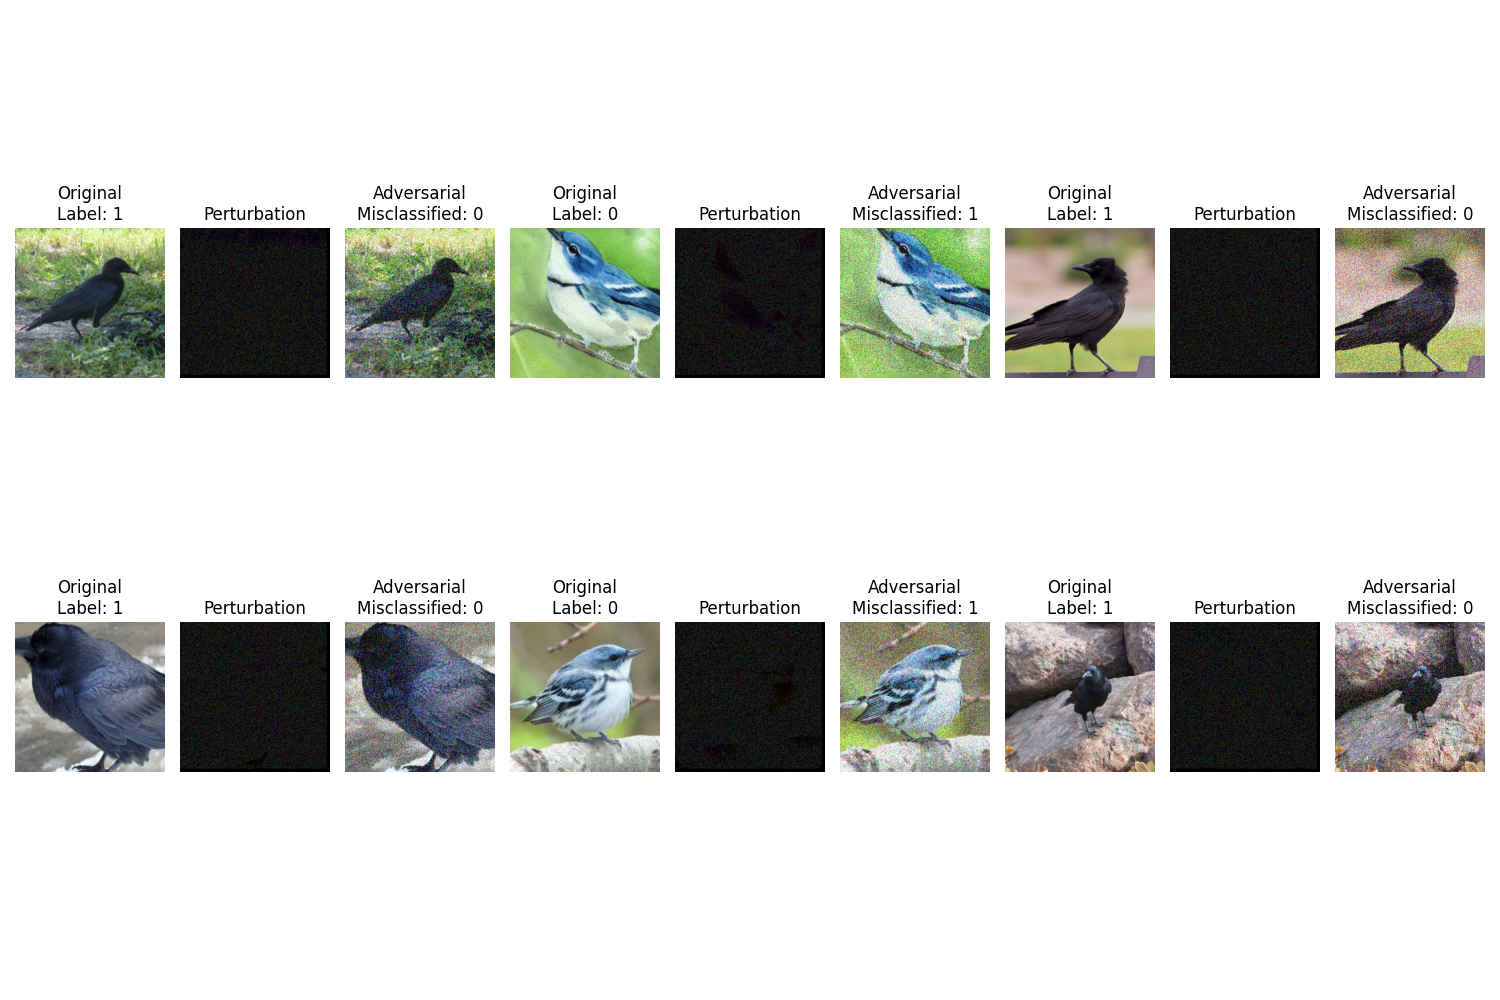 Original
Label: 1
Perturbation
Adversarial
Misclassified: 0
Original
Label: 0
Perturbation
Adversarial
Misclassified: 1
Original
Label: 1
Perturbation
Adversarial
Misclassified: 0
Original
Label: 1
Perturbation
Adversarial
Misclassified: 0
Original
Label: 0
Perturbation
Adversarial
Misclassified: 1
Original
Label: 1
Perturbation
Adversarial
Misclassified: 0